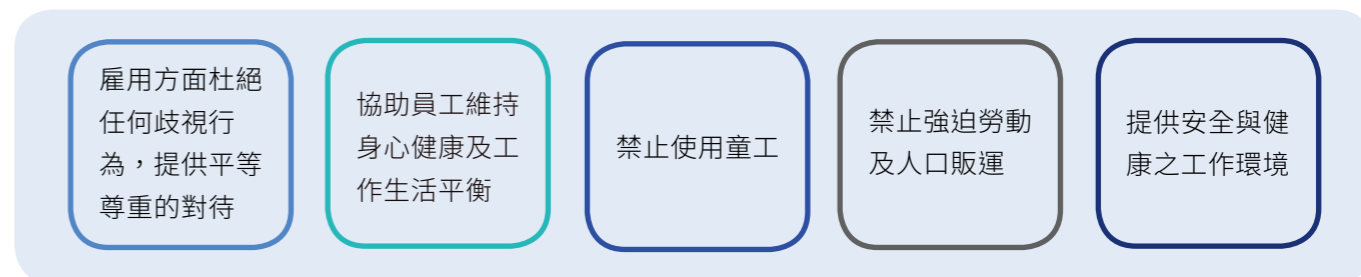 雇用方面杜絕
任何歧視行
為，提供平等
尊重的對待
協助員工維持
身心健康及工
作生活平衡
禁止使用童工
禁止強迫勞動
及人口販運
提供安全與健
康之工作環境